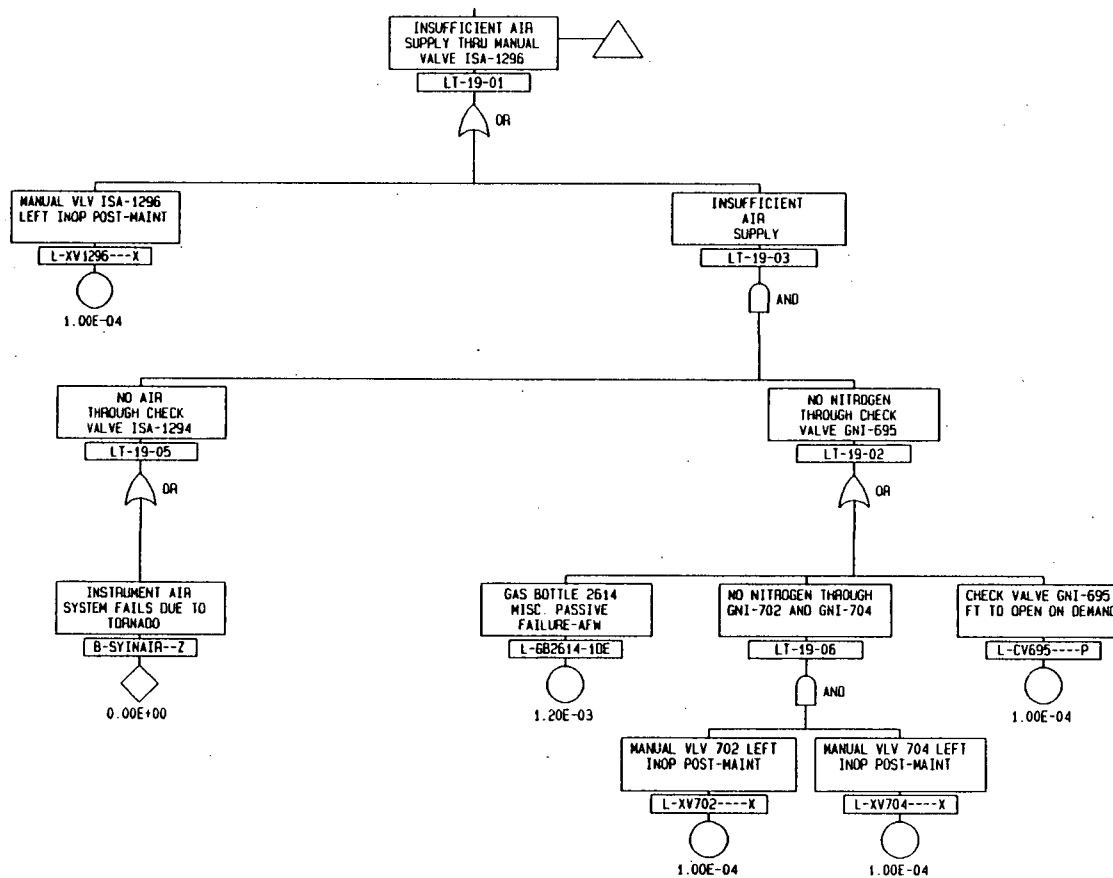 INSUFFICIENT AIR
SUPPLY THRU MANUAL
VALVE ISA-1296
LT-19-01
OR
MANUAL VLV ISA-1296
LEFT INOP POST-MAINT
L-XV1296---X
1.00E-04
INSUFFICIENT
AIR
SUPPLY
LT-19-03
AND
NO AIR
THROUGH CHECK
VALVE ISA-1294
LT-19-05
OR
NO NITROGEN
THROUGH CHECK
VALVE GNI-695
LT-19-02
OR
INSTRUMENT AIR
SYSTEM FAILS DUE TO
TORNADO
B-SYINAIR--Z
0.00E+00
GAS BOTTLE 2614
MISC. PASSIVE
FAILURE-AFW
L-GB2614-1DE
1.20E-03
NO NITROGEN THROUGH
GNI-702 AND GNI-704
LT-19-06
AND
CHECK VALVE GNI-695
FT TO OPEN ON DEMAND
L-CV695----P
1.00E-04
MANUAL VLV 702 LEFT
INOP POST-MAINT
L-XV702----X
1.00E-04
MANUAL VLV 704 LEFT
INOP POST-MAINT
L-XV704----X
1.00E-04